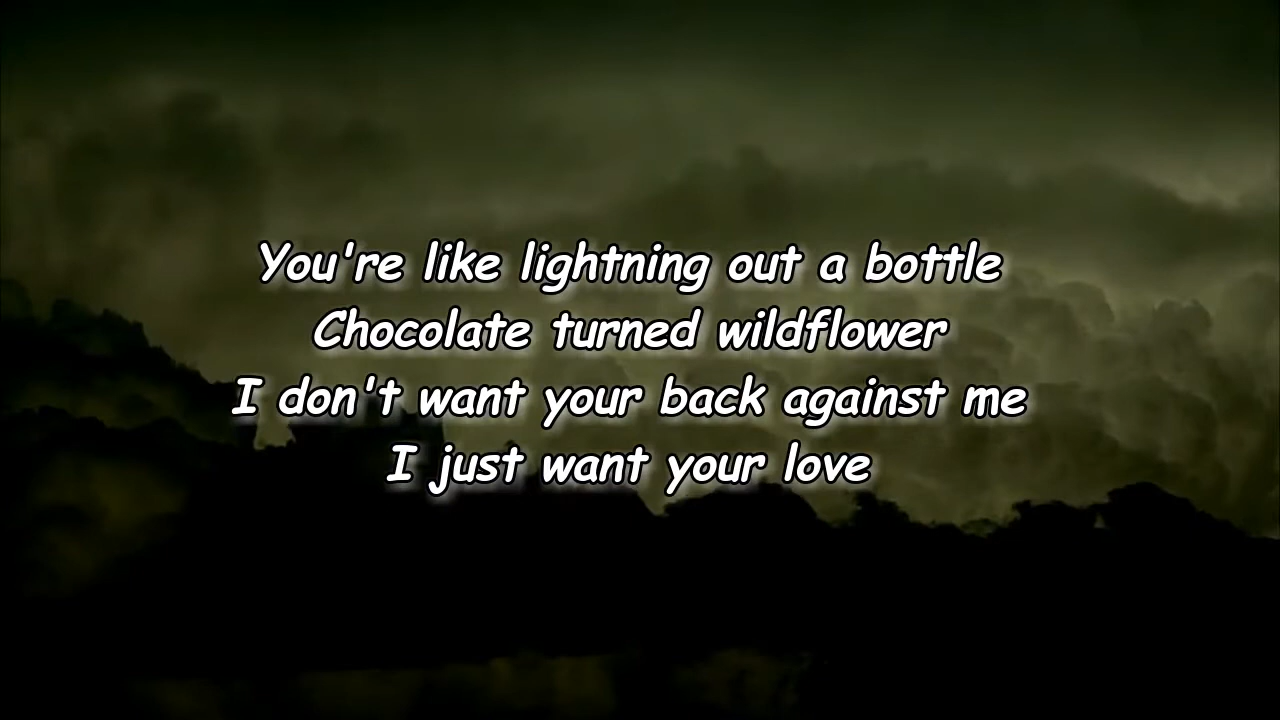 You're like lightning out a bottle
Chocolate turned wildflower
I don't want your back against me
I just want your love